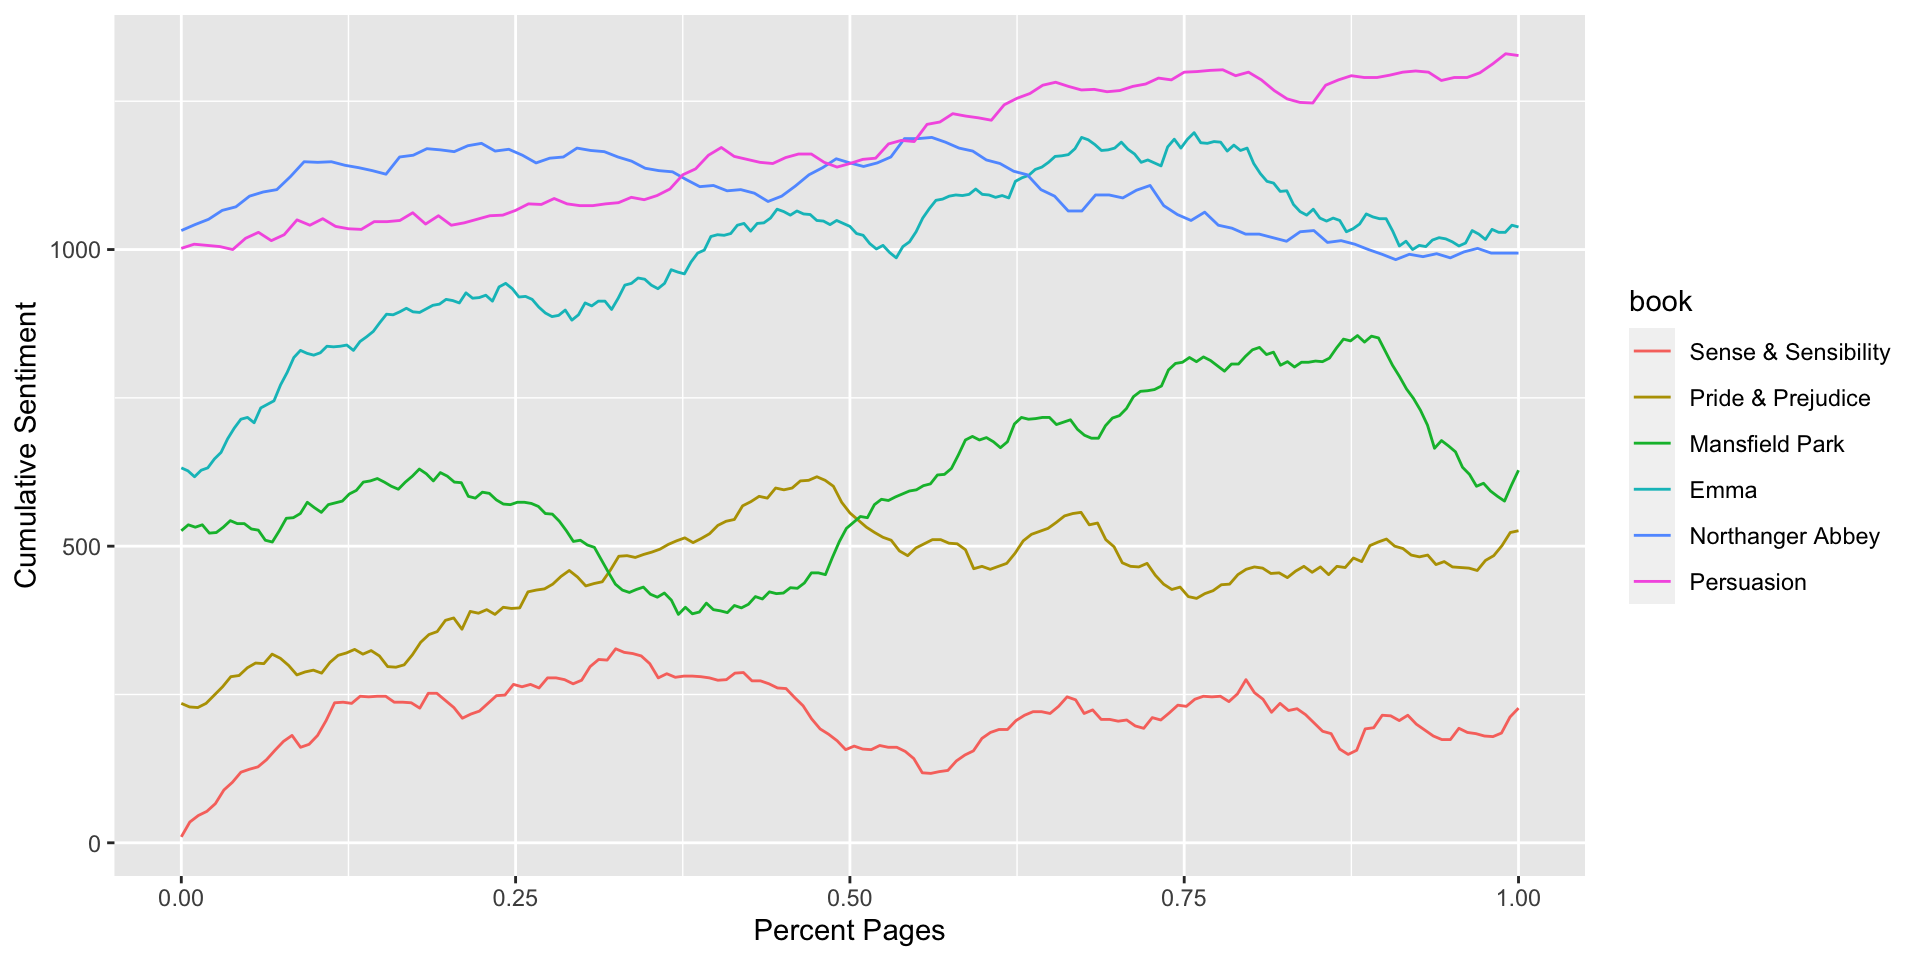 Cumulative Sentiment
1000
500
0
0.00
0.25
0.50
0.75
1.00
Percent Pages
book
Sense & Sensibility
Pride & Prejudice
Mansfield Park
Emma
Northanger Abbey
Persuasion